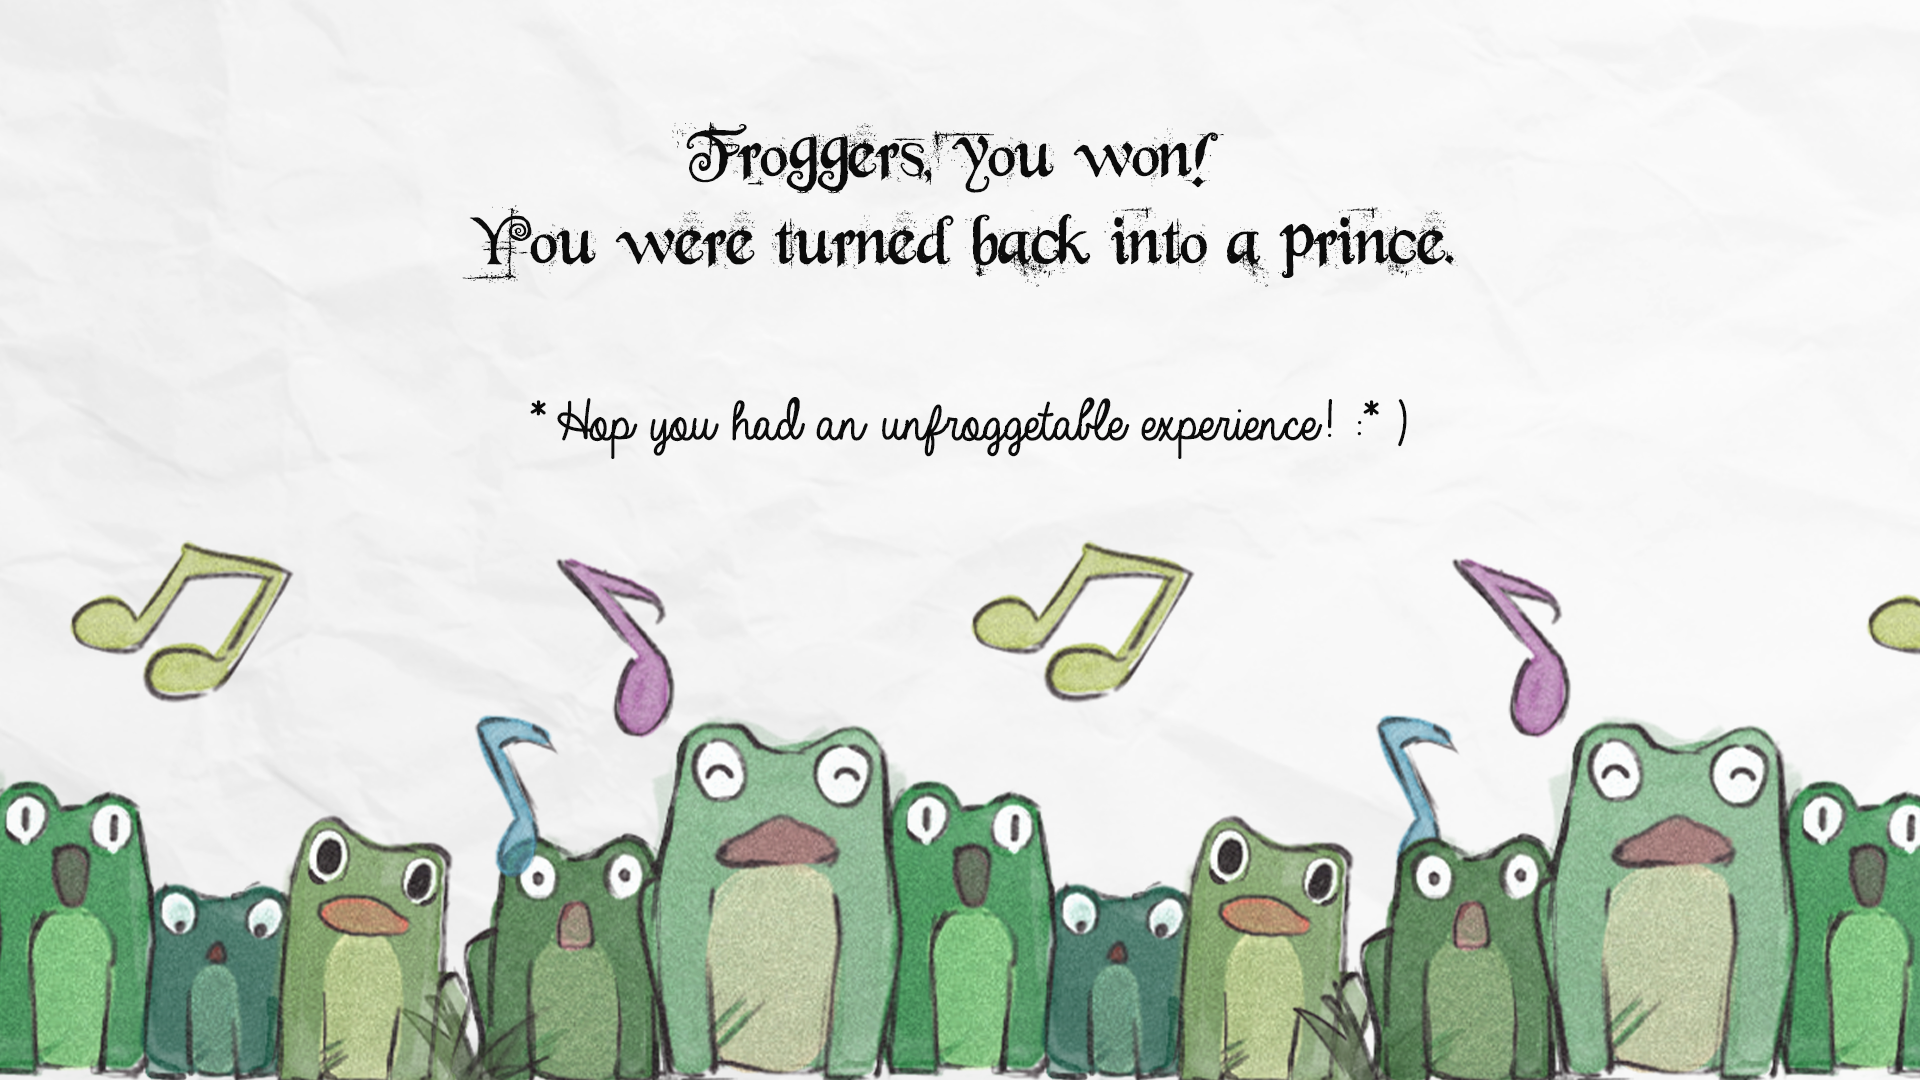 Froggers, you won!
You were turned back into a prince.
* Hop you had an unfroggetable experience! :* )